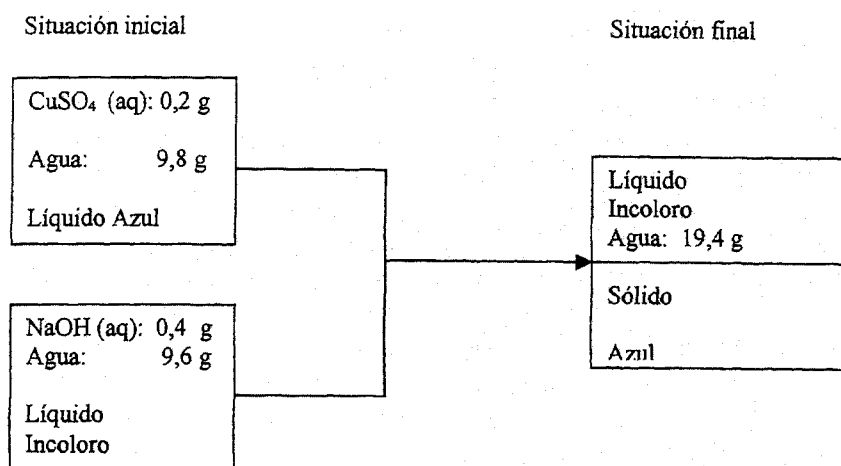 Situación inicial
Situación final
CuSO₄ (aq): 0,2 g
Agua: 9,8 g
Líquido Azul
NaOH (aq): 0,4 g
Agua: 9,6 g
Líquido
Incoloro
Líquido
Incoloro
Agua: 19,4 g
Sólido
Azul